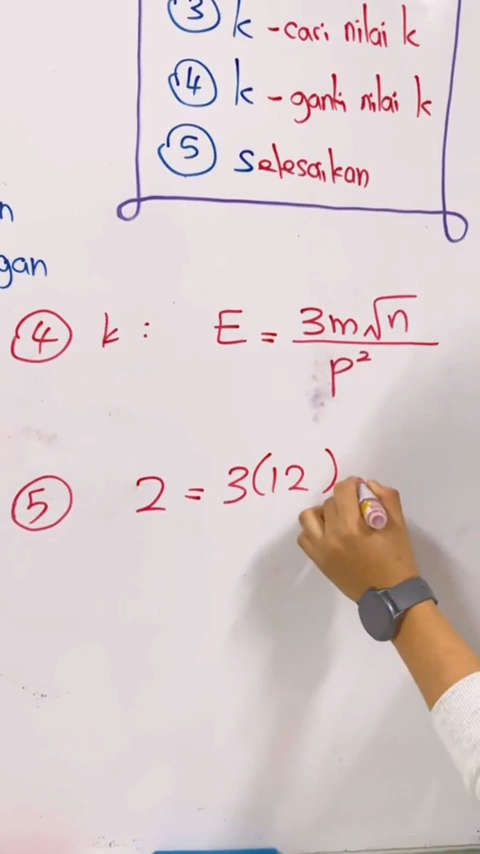 ③ k - cari nilai k
④ k - ganti nilai k
⑤ Selesaikan
n
gan
④ k : E = 3m√n / p²
⑤ 2 = 3(12)